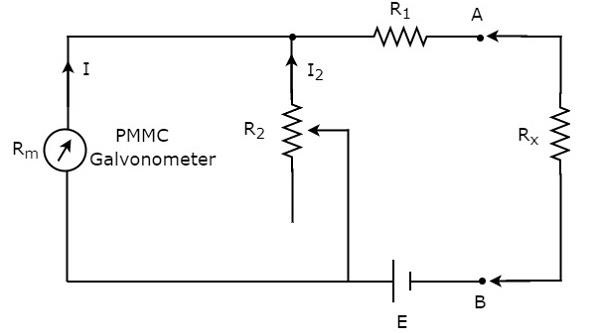 R1
A
I
I2
Rm
PMMC
Galvonometer
R2
Rx
B
E